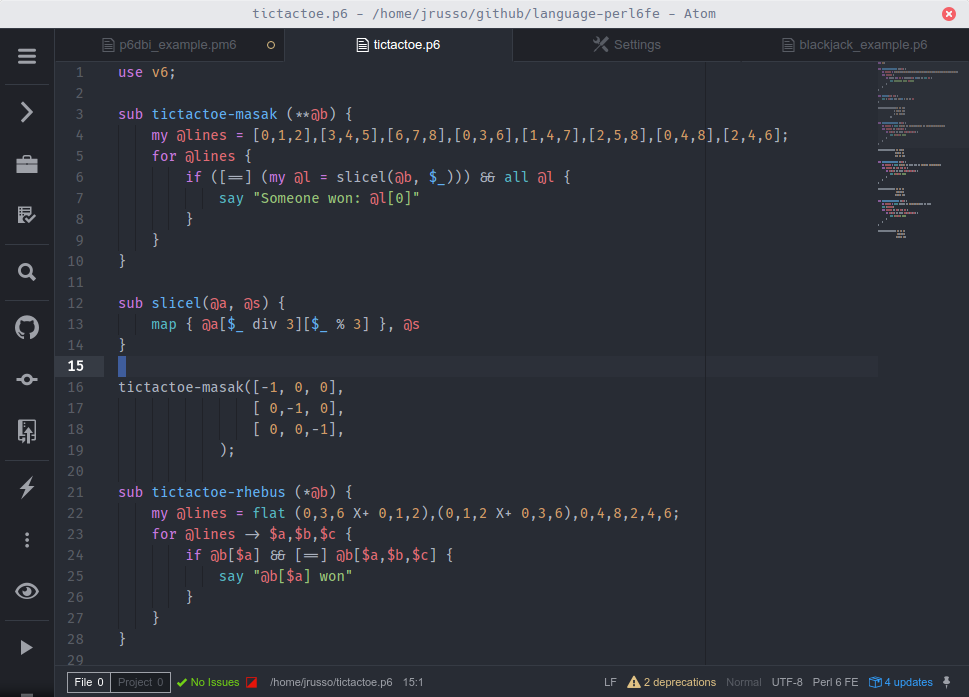 tictactoe.p6 – /home/jrusso/github/language-perl6fe – Atom
p6dbi_example.pm6
tictactoe.p6
Settings
blackjack_example.p6
1 use v6;
2
3 sub tictactoe-masak (**@b) {
4 my @lines = [0,1,2],[3,4,5],[6,7,8],[0,3,6],[1,4,7],[2,5,8],[0,4,8],[2,4,6];
5 for @lines {
6 if ([==] (my @l = slicel(@b, $_))) && all @l {
7 say "Someone won: @l[0]"
8 }
9 }
10 }
11
12 sub slicel(@a, @s) {
13 map { @a[$_ div 3][$_ % 3] }, @s
14 }
15
16 tictactoe-masak([-1, 0, 0],
17 [ 0,-1, 0],
18 [ 0, 0,-1],
19 );
20
21 sub tictactoe-rhebus (*@b) {
22 my @lines = flat (0,3,6 X+ 0,1,2),(0,1,2 X+ 0,3,6),0,4,8,2,4,6;
23 for @lines -> $a,$b,$c {
24 if @b[$a] && [==] @b[$a,$b,$c] {
25 say "@b[$a] won"
26 }
27 }
28 }
29
File 0 Project 0 No Issues /home/jrusso/tictactoe.p6 15:1 LF 2 deprecations Normal UTF-8 Perl 6 FE 4 updates